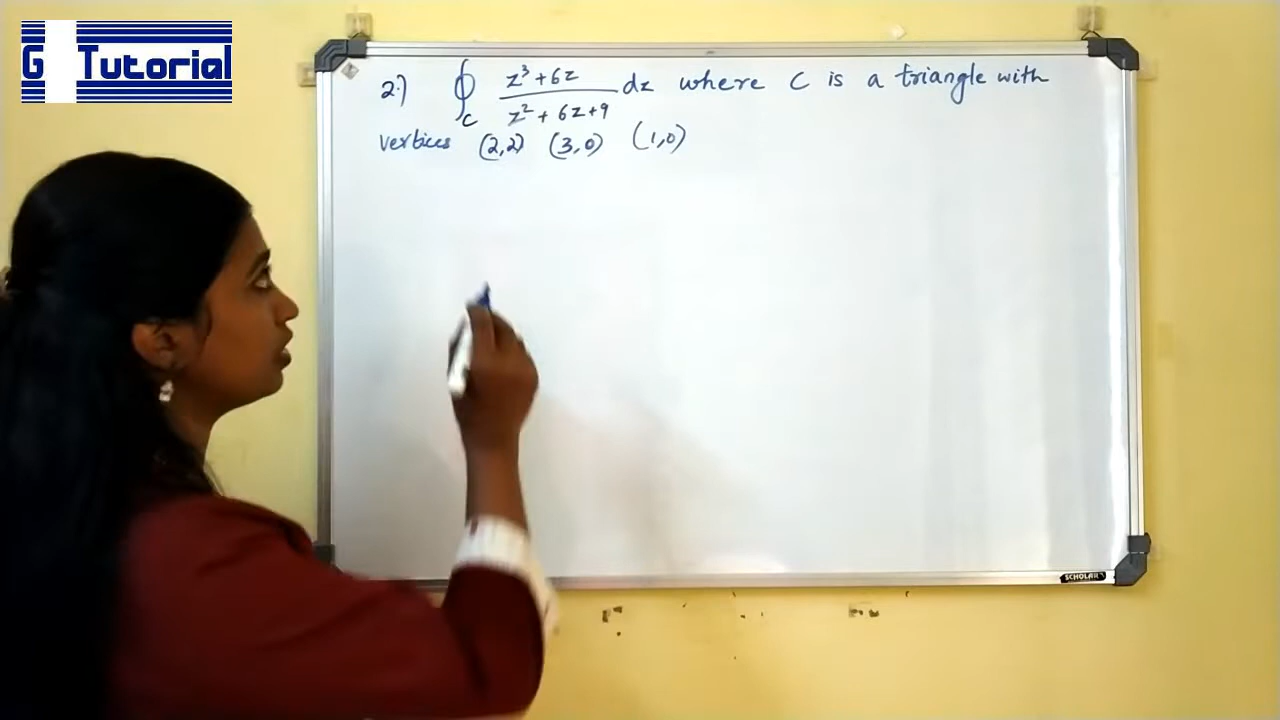 G Tutorial
2.) ∮_C (z³ + 6z)/(z² + 6z + 9) dz where C is a triangle with
vertices (2,2) (3,0) (1,0)
SCHOLAR